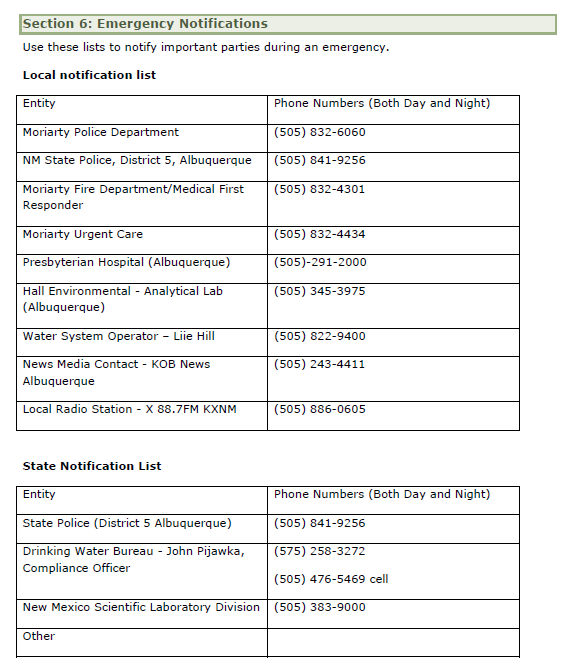 Section 6: Emergency Notifications
Use these lists to notify important parties during an emergency.
Local notification list
Entity Phone Numbers (Both Day and Night)
Moriarty Police Department (505) 832-6060
NM State Police, District 5, Albuquerque (505) 841-9256
Moriarty Fire Department/Medical First (505) 832-4301
Responder
Moriarty Urgent Care (505) 832-4434
Presbyterian Hospital (Albuquerque) (505)-291-2000
Hall Environmental - Analytical Lab (505) 345-3975
(Albuquerque)
Water System Operator – Liie Hill (505) 822-9400
News Media Contact - KOB News (505) 243-4411
Albuquerque
Local Radio Station - X 88.7FM KXNM (505) 886-0605
State Notification List
Entity Phone Numbers (Both Day and Night)
State Police (District 5 Albuquerque) (505) 841-9256
Drinking Water Bureau - John Pijawka, (575) 258-3272
Compliance Officer
(505) 476-5469 cell
New Mexico Scientific Laboratory Division (505) 383-9000
Other